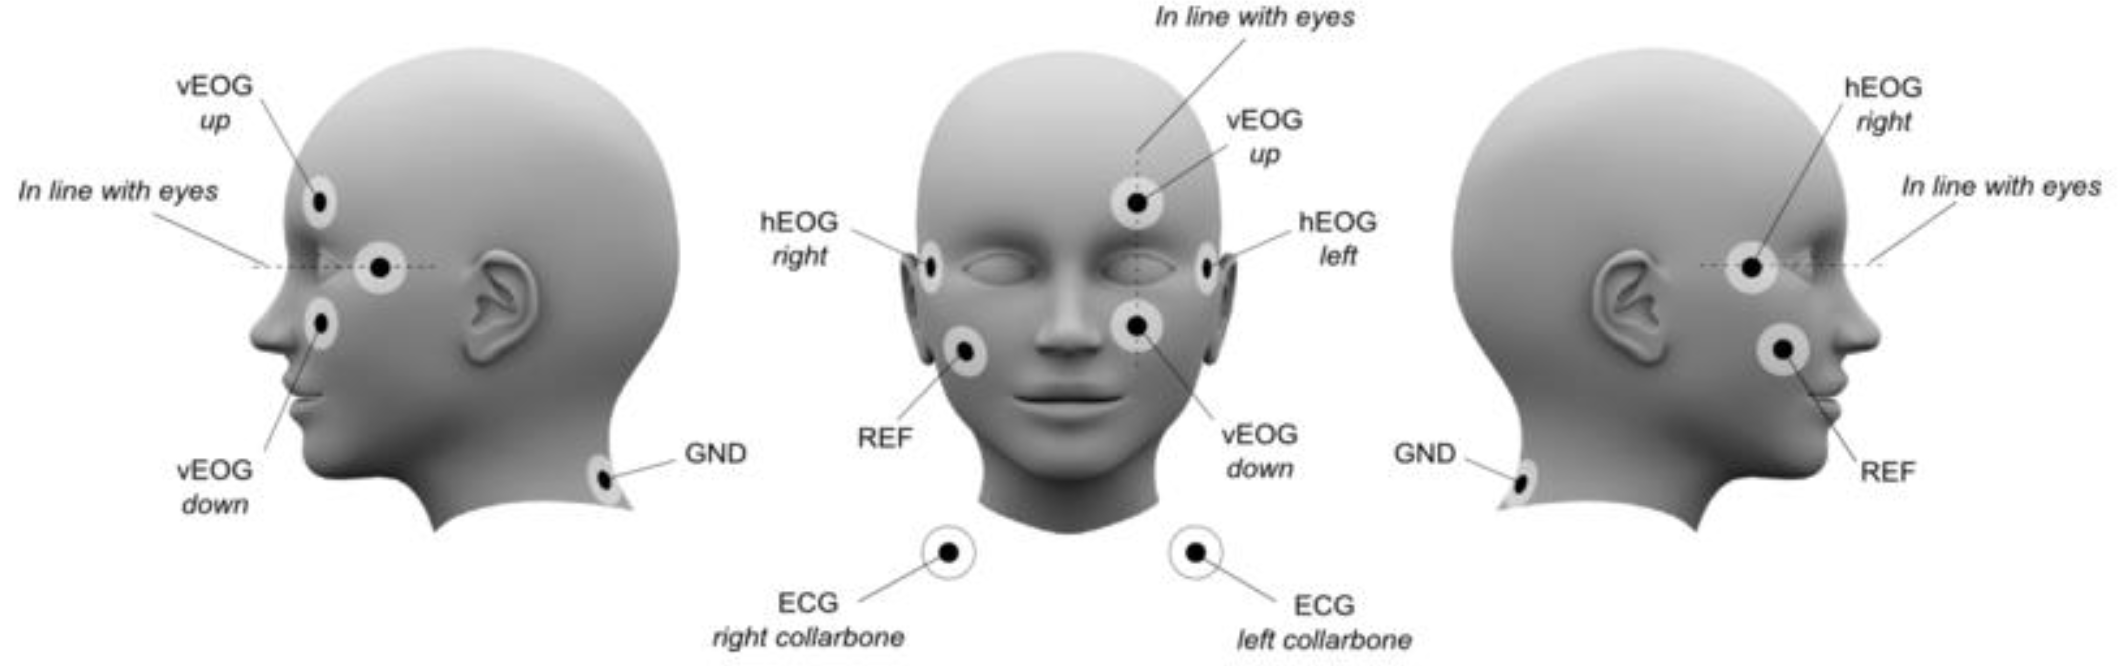 vEOG
up
In line with eyes
vEOG
down
GND
In line with eyes
vEOG
up
hEOG
right
hEOG
left
REF
vEOG
down
ECG
right collarbone
ECG
left collarbone
hEOG
right
In line with eyes
GND
REF